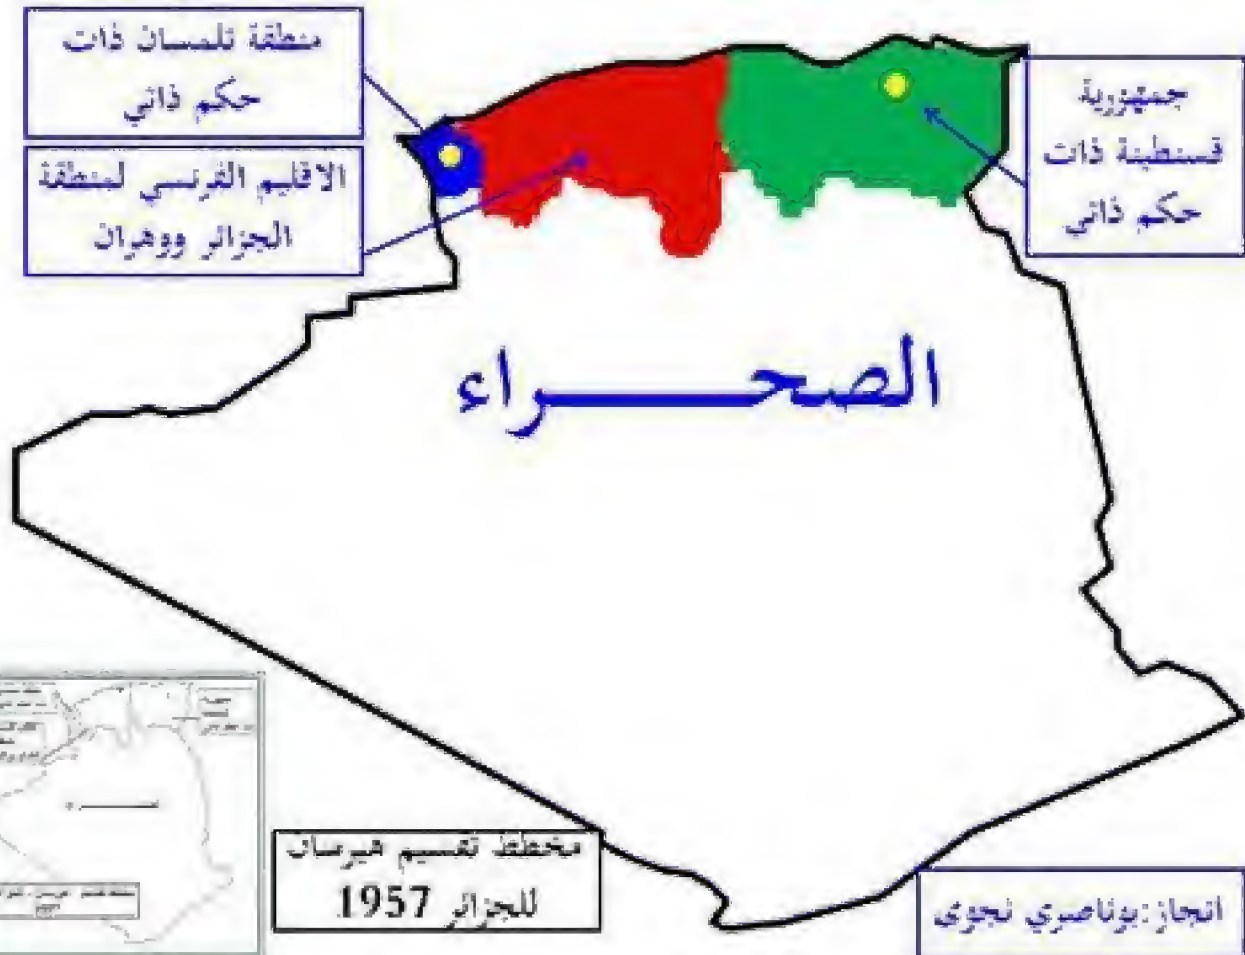 منطقة تلمسان ذات
حكم ذاتي
الاقليم الفرنسي لمنطقة
الجزائر ووهران
جمهورية
قسنطينة ذات
حكم ذاتي
الصحراء
مخطط تقسيم هيرسان
للجزائر 1957
انجاز:بوناصري نجوى